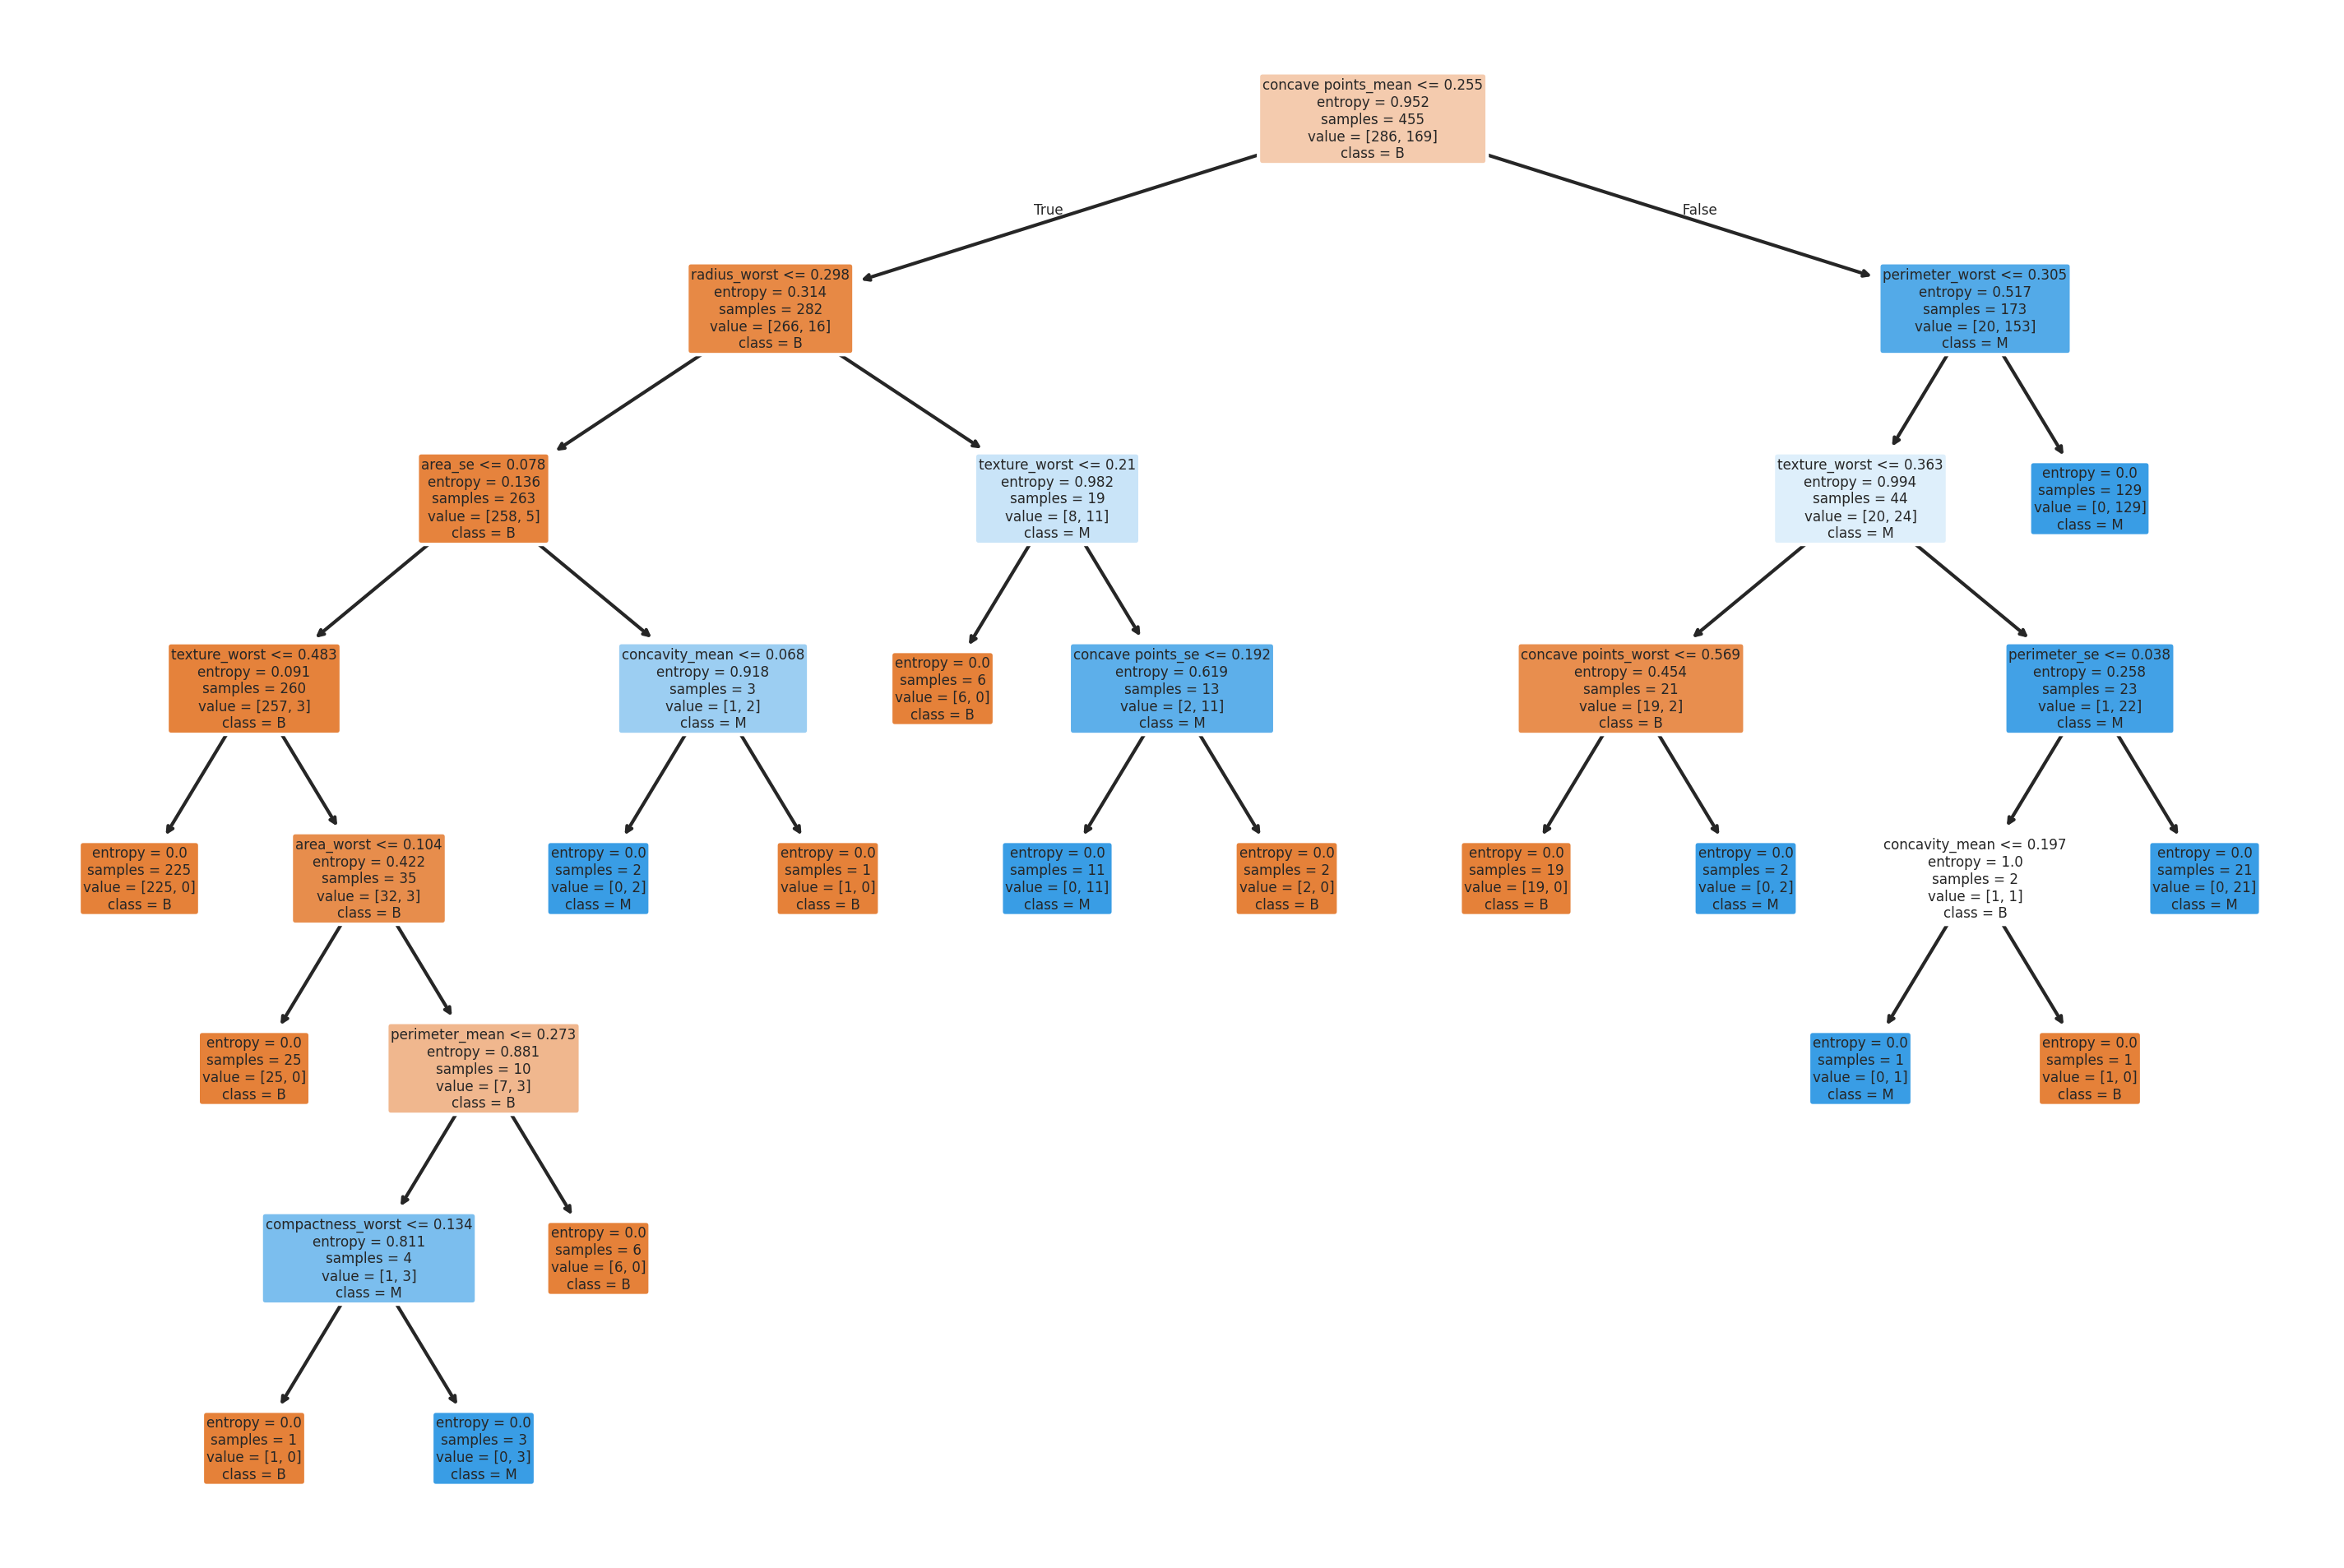 concave points_mean <= 0.255
entropy = 0.952
samples = 455
value = [286, 169]
class = B
True
False
radius_worst <= 0.298
entropy = 0.314
samples = 282
value = [266, 16]
class = B
perimeter_worst <= 0.305
entropy = 0.517
samples = 173
value = [20, 153]
class = M
area_se <= 0.078
entropy = 0.136
samples = 263
value = [258, 5]
class = B
texture_worst <= 0.21
entropy = 0.982
samples = 19
value = [8, 11]
class = M
texture_worst <= 0.363
entropy = 0.994
samples = 44
value = [20, 24]
class = M
entropy = 0.0
samples = 129
value = [0, 129]
class = M
texture_worst <= 0.483
entropy = 0.091
samples = 260
value = [257, 3]
class = B
concavity_mean <= 0.068
entropy = 0.918
samples = 3
value = [1, 2]
class = M
entropy = 0.0
samples = 6
value = [6, 0]
class = B
concave points_se <= 0.192
entropy = 0.619
samples = 13
value = [2, 11]
class = M
concave points_worst <= 0.569
entropy = 0.454
samples = 21
value = [19, 2]
class = B
perimeter_se <= 0.038
entropy = 0.258
samples = 23
value = [1, 22]
class = M
entropy = 0.0
samples = 225
value = [225, 0]
class = B
area_worst <= 0.104
entropy = 0.422
samples = 35
value = [32, 3]
class = B
entropy = 0.0
samples = 2
value = [0, 2]
class = M
entropy = 0.0
samples = 1
value = [1, 0]
class = B
entropy = 0.0
samples = 11
value = [0, 11]
class = M
entropy = 0.0
samples = 2
value = [2, 0]
class = B
entropy = 0.0
samples = 19
value = [19, 0]
class = B
entropy = 0.0
samples = 2
value = [0, 2]
class = M
concavity_mean <= 0.197
entropy = 1.0
samples = 2
value = [1, 1]
class = B
entropy = 0.0
samples = 21
value = [0, 21]
class = M
entropy = 0.0
samples = 25
value = [25, 0]
class = B
perimeter_mean <= 0.273
entropy = 0.881
samples = 10
value = [7, 3]
class = B
entropy = 0.0
samples = 1
value = [0, 1]
class = M
entropy = 0.0
samples = 1
value = [1, 0]
class = B
compactness_worst <= 0.134
entropy = 0.811
samples = 4
value = [1, 3]
class = M
entropy = 0.0
samples = 6
value = [6, 0]
class = B
entropy = 0.0
samples = 1
value = [1, 0]
class = B
entropy = 0.0
samples = 3
value = [0, 3]
class = M